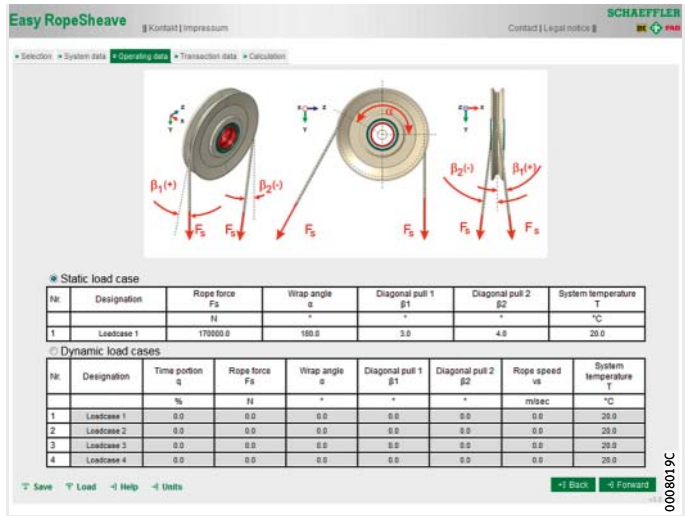 Easy RopeSheave || Kontakt | Impressum Contact | Legal notice || SCHAEFFLER
FAG
Selection System data Operating data Transaction data Calculation
X Z
Y
α
β1(+) β2(-) β2(-) β1(+)
Fs Fs Fs Fs Fs Fs
Static load case
Nr. Designation Rope force Fs Wrap angle α Diagonal pull 1 β1 Diagonal pull 2 β2 System temperature T
N ° ° ° °C
1 Loadcase 1 170000.0 180.0 3.0 4.0 20.0
Dynamic load cases
Nr. Designation Time portion q Rope force Fs Wrap angle α Diagonal pull 1 β1 Diagonal pull 2 β2 Rope speed vs System temperature T
% N ° ° ° m/sec °C
1 Loadcase 1 0.0 0.0 0.0 0.0 0.0 0.0 20.0
2 Loadcase 2 0.0 0.0 0.0 0.0 0.0 0.0 20.0
3 Loadcase 3 0.0 0.0 0.0 0.0 0.0 0.0 20.0
4 Loadcase 4 0.0 0.0 0.0 0.0 0.0 0.0 20.0
Save Load Help Units Back Forward
0008019C